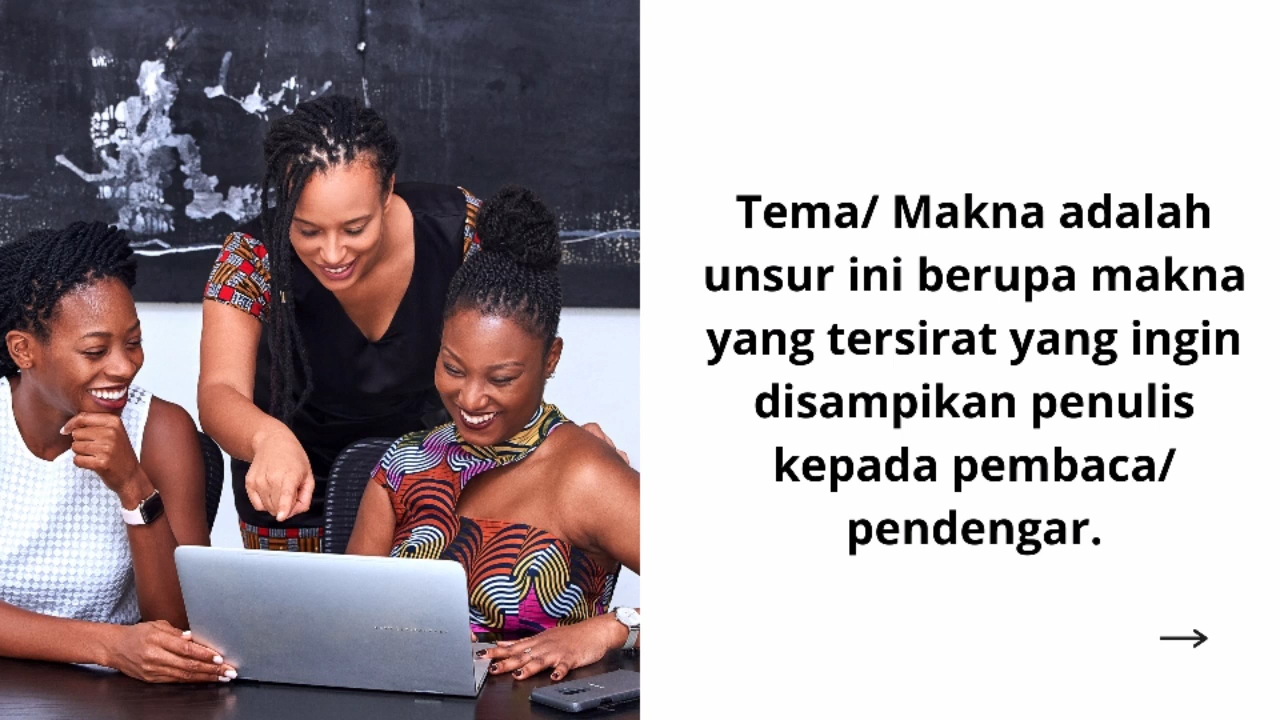 Tema/ Makna adalah
unsur ini berupa makna
yang tersirat yang ingin
disampikan penulis
kepada pembaca/
pendengar.